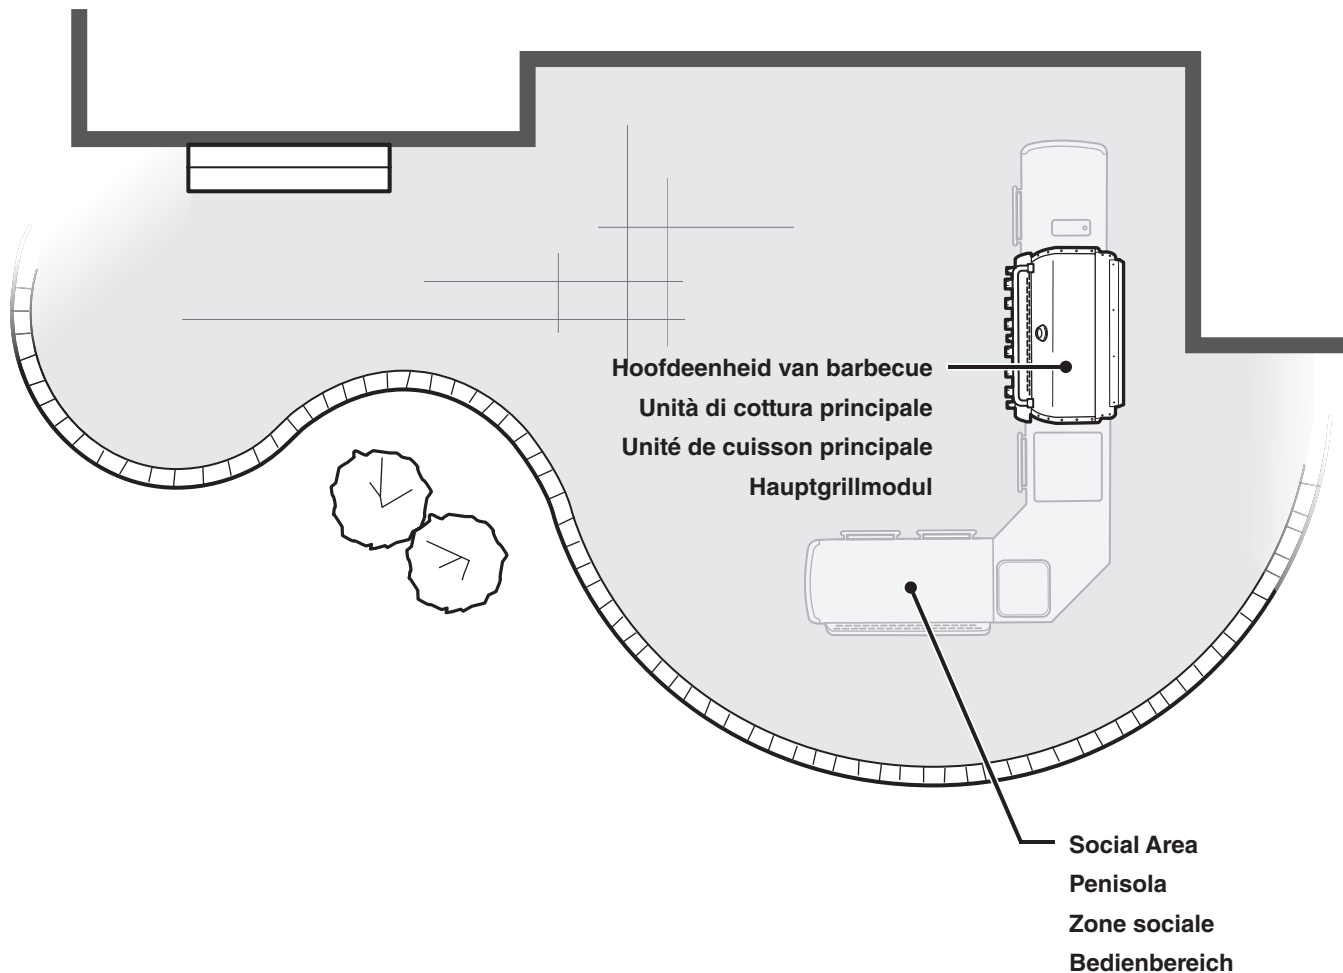 Hoofdeenheid van barbecue
Unità di cottura principale
Unité de cuisson principale
Hauptgrillmodul
Social Area
Penisola
Zone sociale
Bedienbereich